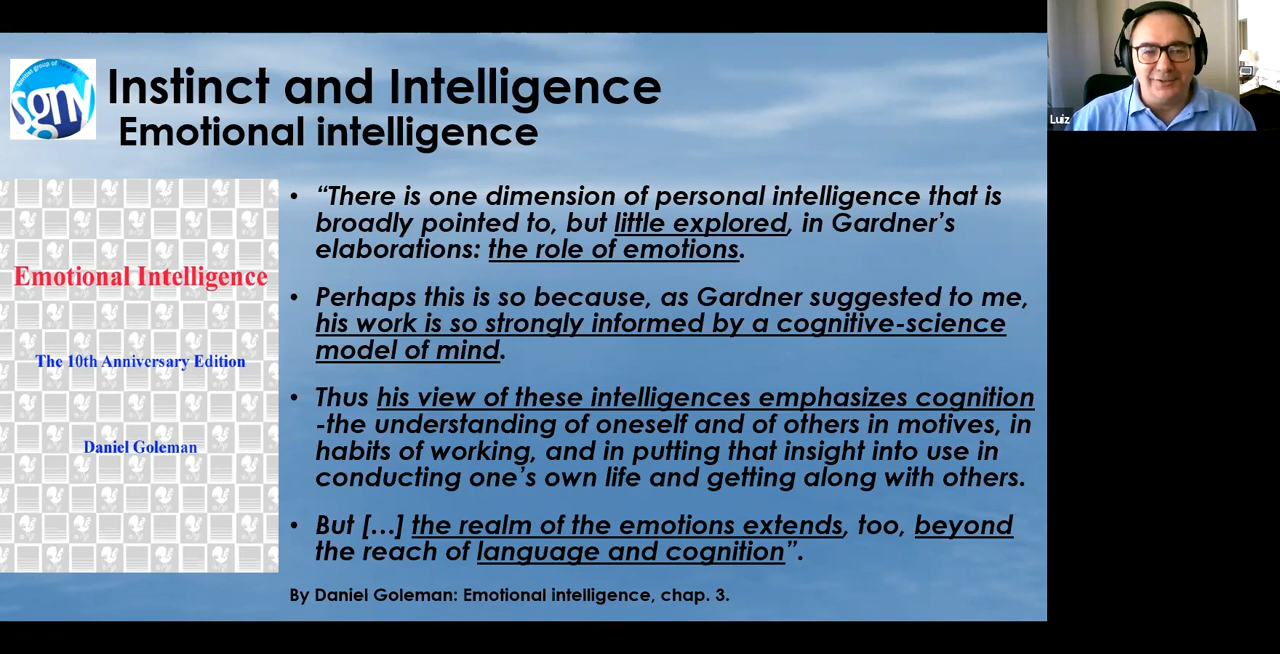 Instinct and Intelligence
Emotional intelligence
sgny
Emotional Intelligence
The 10th Anniversary Edition
Daniel Goleman
• “There is one dimension of personal intelligence that is
broadly pointed to, but little explored, in Gardner’s
elaborations: the role of emotions.
• Perhaps this is so because, as Gardner suggested to me,
his work is so strongly informed by a cognitive-science
model of mind.
• Thus his view of these intelligences emphasizes cognition
-the understanding of oneself and of others in motives, in
habits of working, and in putting that insight into use in
conducting one’s own life and getting along with others.
• But [...] the realm of the emotions extends, too, beyond
the reach of language and cognition”.
By Daniel Goleman: Emotional intelligence, chap. 3.
Luiz